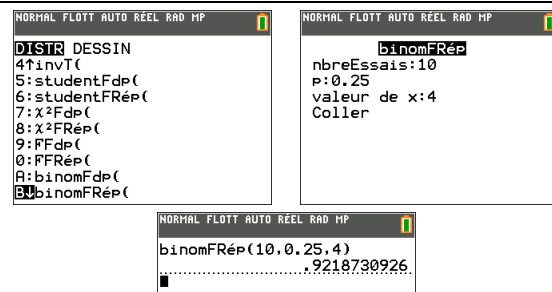 NORMAL FLOTT AUTO RÉEL RAD MP
DISTR DESSIN
4↑invT(
5:studentFdp(
6:studentFRép(
7:χ²Fdp(
8:χ²FRép(
9:FFdp(
0:FFRép(
A:binomFdp(
B↓binomFRép(
NORMAL FLOTT AUTO RÉEL RAD MP
binomFRép
nbreEssais:10
p:0.25
valeur de x:4
Coller
NORMAL FLOTT AUTO RÉEL RAD MP
binomFRép(10,0.25,4)
.9218730926